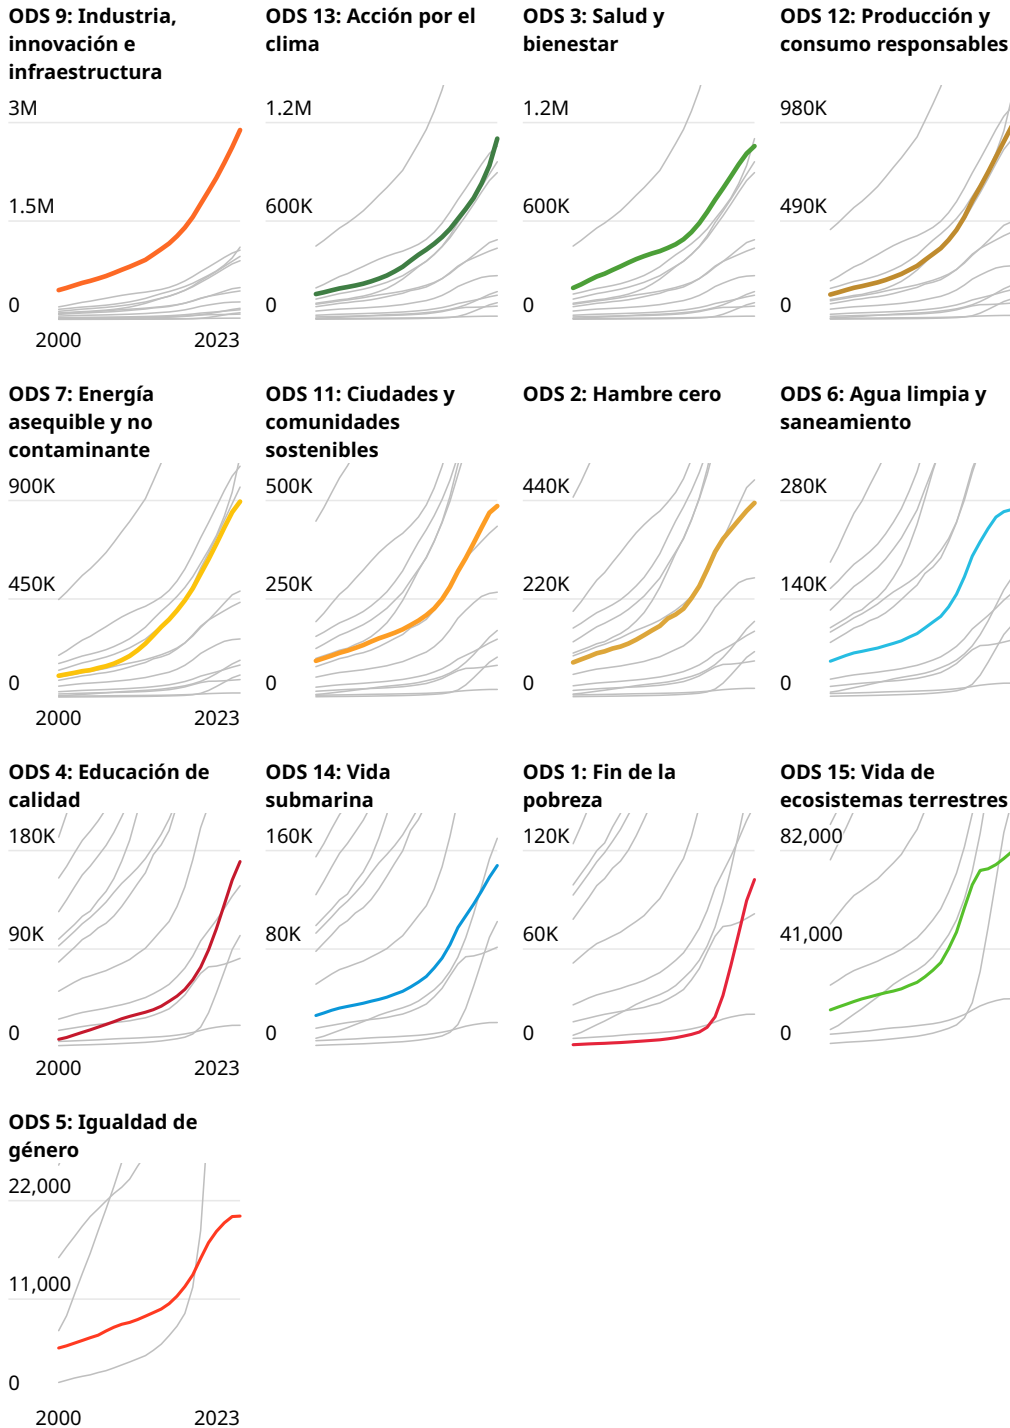 ODS 9: Industria,
innovación e
infraestructura
3M
1.5M
0
2000
2023
ODS 13: Acción por el
clima
1.2M
600K
0
ODS 3: Salud y
bienestar
1.2M
600K
0
ODS 12: Producción y
consumo responsables
980K
490K
0
ODS 7: Energía
asequible y no
contaminante
900K
450K
0
2000
2023
ODS 11: Ciudades y
comunidades
sostenibles
500K
250K
0
ODS 2: Hambre cero
440K
220K
0
ODS 6: Agua limpia y
saneamiento
280K
140K
0
ODS 4: Educación de
calidad
180K
90K
0
2000
2023
ODS 14: Vida
submarina
160K
80K
0
ODS 1: Fin de la
pobreza
120K
60K
0
ODS 15: Vida de
ecosistemas terrestres
82,000
41,000
0
ODS 5: Igualdad de
género
22,000
11,000
0
2000
2023